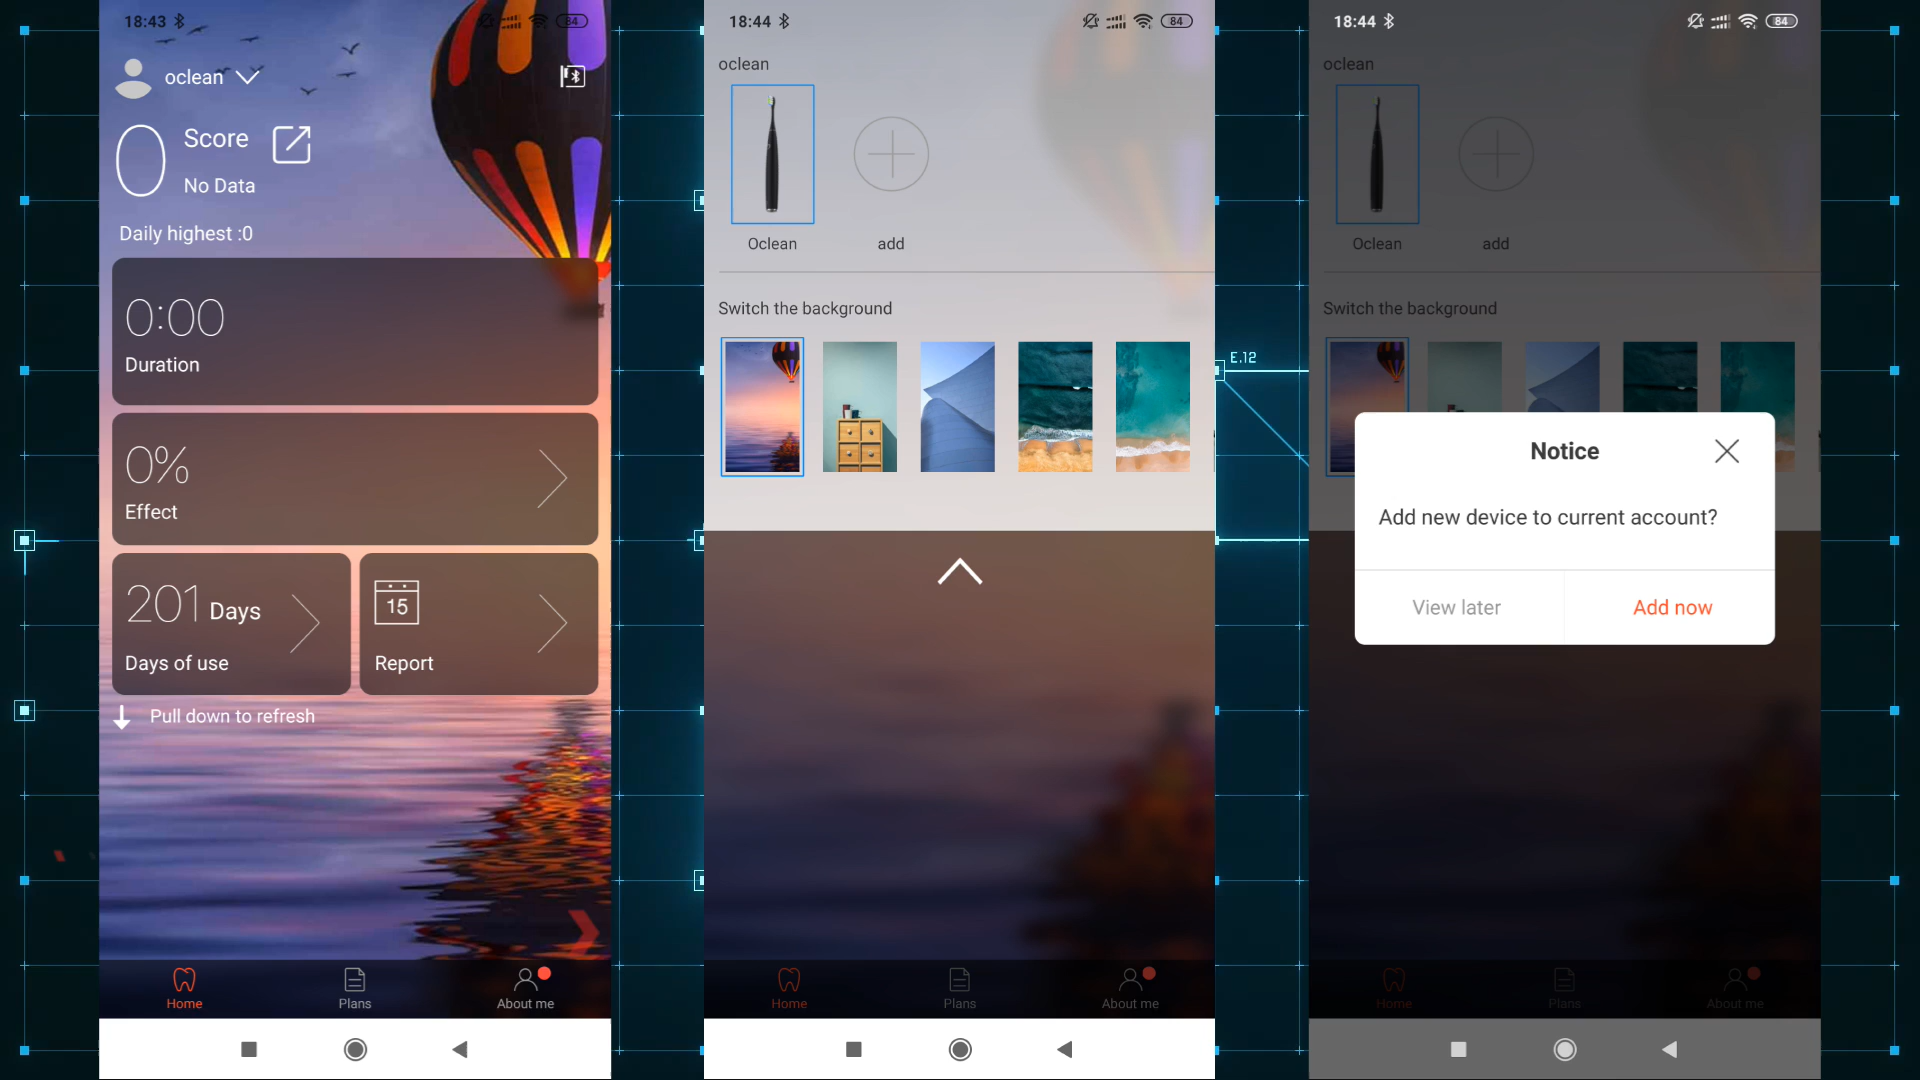 18:43
84
oclean
0
Score
No Data
Daily highest :0
0:00
Duration
0%
Effect
201 Days
Days of use
15
Report
Pull down to refresh
Home
Plans
About me
18:44
84
oclean
Oclean
add
Switch the background
Home
Plans
About me
E.12
18:44
84
oclean
Oclean
add
Switch the background
Notice
Add new device to current account?
View later
Add now
Home
Plans
About me